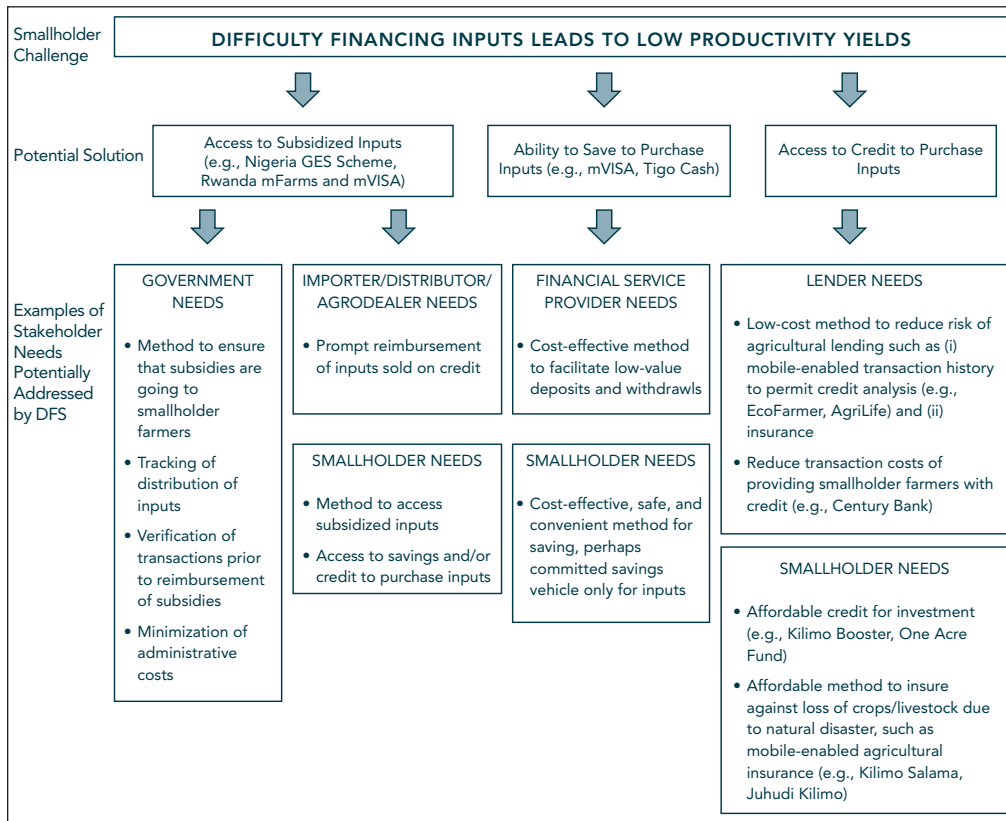 Smallholder
Challenge
DIFFICULTY FINANCING INPUTS LEADS TO LOW PRODUCTIVITY YIELDS
Potential Solution
Access to Subsidized Inputs
(e.g., Nigeria GES Scheme,
Rwanda mFarms and mVISA)
Ability to Save to Purchase
Inputs (e.g., mVISA, Tigo Cash)
Access to Credit to Purchase
Inputs
Examples of
Stakeholder
Needs
Potentially
Addressed
by DFS
GOVERNMENT
NEEDS
• Method to ensure
that subsidies are
going to
smallholder
farmers
• Tracking of
distribution of
inputs
• Verification of
transactions prior
to reimbursement
of subsidies
• Minimization of
administrative
costs
IMPORTER/DISTRIBUTOR/
AGRODEALER NEEDS
• Prompt reimbursement
of inputs sold on credit
SMALLHOLDER NEEDS
• Method to access
subsidized inputs
• Access to savings and/or
credit to purchase inputs
FINANCIAL SERVICE
PROVIDER NEEDS
• Cost-effective method
to facilitate low-value
deposits and withdrawls
SMALLHOLDER NEEDS
• Cost-effective, safe, and
convenient method for
saving, perhaps
committed savings
vehicle only for inputs
LENDER NEEDS
• Low-cost method to reduce risk of
agricultural lending such as (i)
mobile-enabled transaction history
to permit credit analysis (e.g.,
EcoFarmer, AgriLife) and (ii)
insurance
• Reduce transaction costs of
providing smallholder farmers with
credit (e.g., Century Bank)
SMALLHOLDER NEEDS
• Affordable credit for investment
(e.g., Kilimo Booster, One Acre
Fund)
• Affordable method to insure
against loss of crops/livestock due
to natural disaster, such as
mobile-enabled agricultural
insurance (e.g., Kilimo Salama,
Juhudi Kilimo)